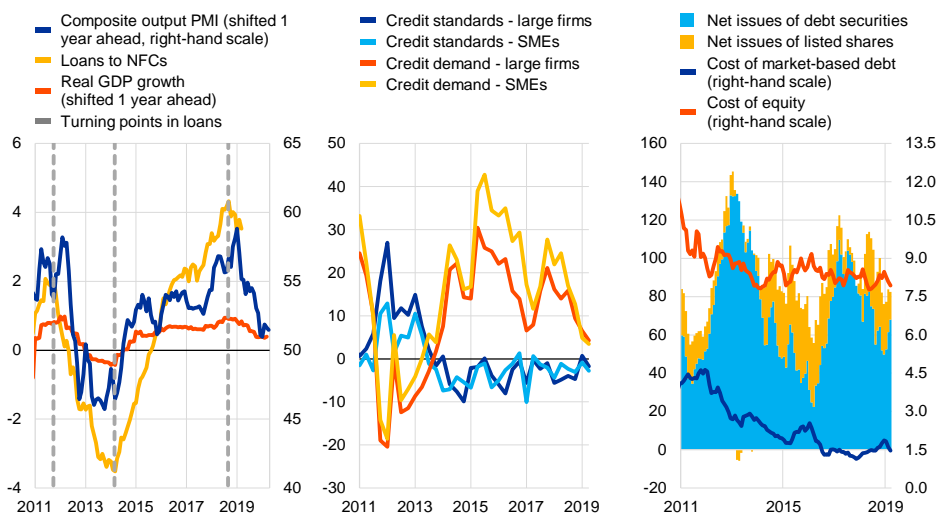 Composite output PMI (shifted 1
year ahead, right-hand scale)
Loans to NFCs
Real GDP growth
(shifted 1 year ahead)
Turning points in loans
6
4
2
0
-2
-4
65
60
55
50
45
40
2011 2013 2015 2017 2019
Credit standards - large firms
Credit standards - SMEs
Credit demand - large firms
Credit demand - SMEs
50
40
30
20
10
0
-10
-20
-30
2011 2013 2015 2017 2019
Net issues of debt securities
Net issues of listed shares
Cost of market-based debt
(right-hand scale)
Cost of equity
(right-hand scale)
160
140
120
100
80
60
40
20
0
-20
13.5
12.0
10.5
9.0
7.5
6.0
4.5
3.0
1.5
0.0
2011 2015 2019